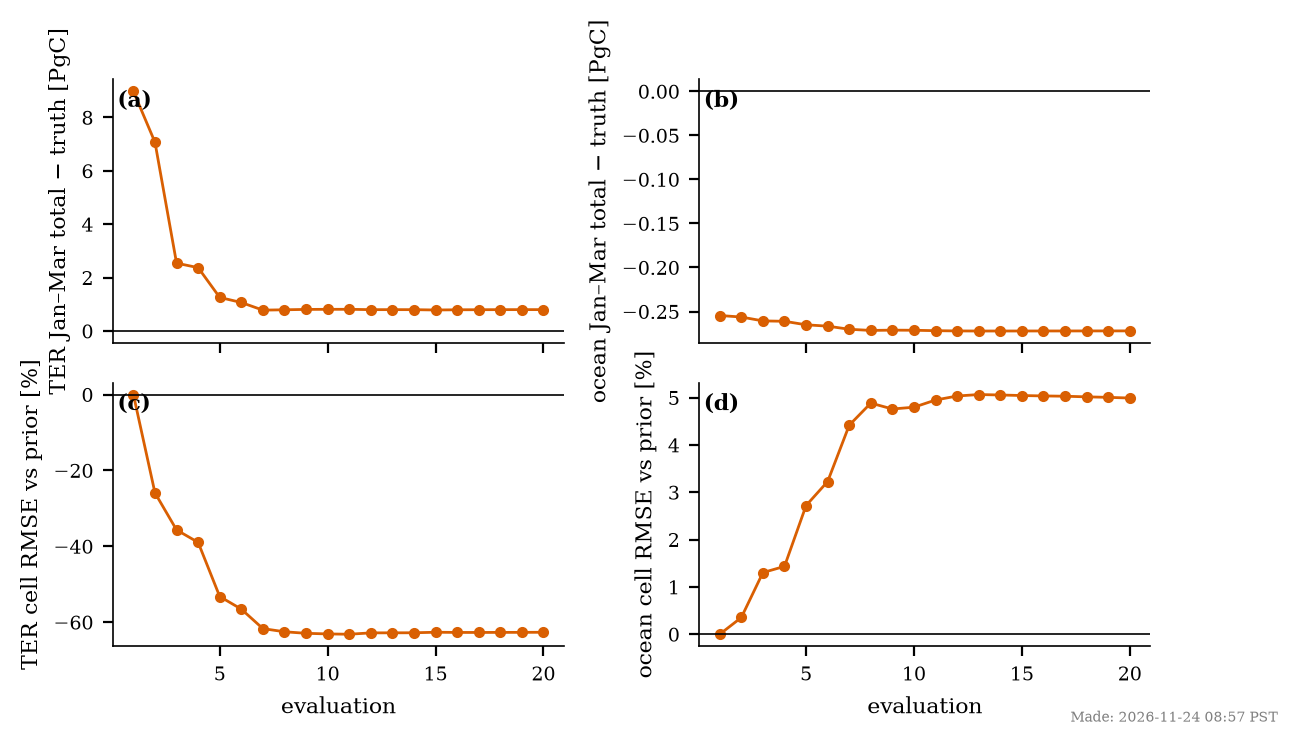 TER Jan–Mar total − truth [PgC]
(a)
8
6
4
2
0
ocean Jan–Mar total − truth [PgC]
(b)
0.00
−0.05
−0.10
−0.15
−0.20
−0.25
TER cell RMSE vs prior [%]
(c)
0
−20
−40
−60
5
10
15
20
evaluation
ocean cell RMSE vs prior [%]
(d)
5
4
3
2
1
0
5
10
15
20
evaluation
Made: 2026-11-24 08:57 PST